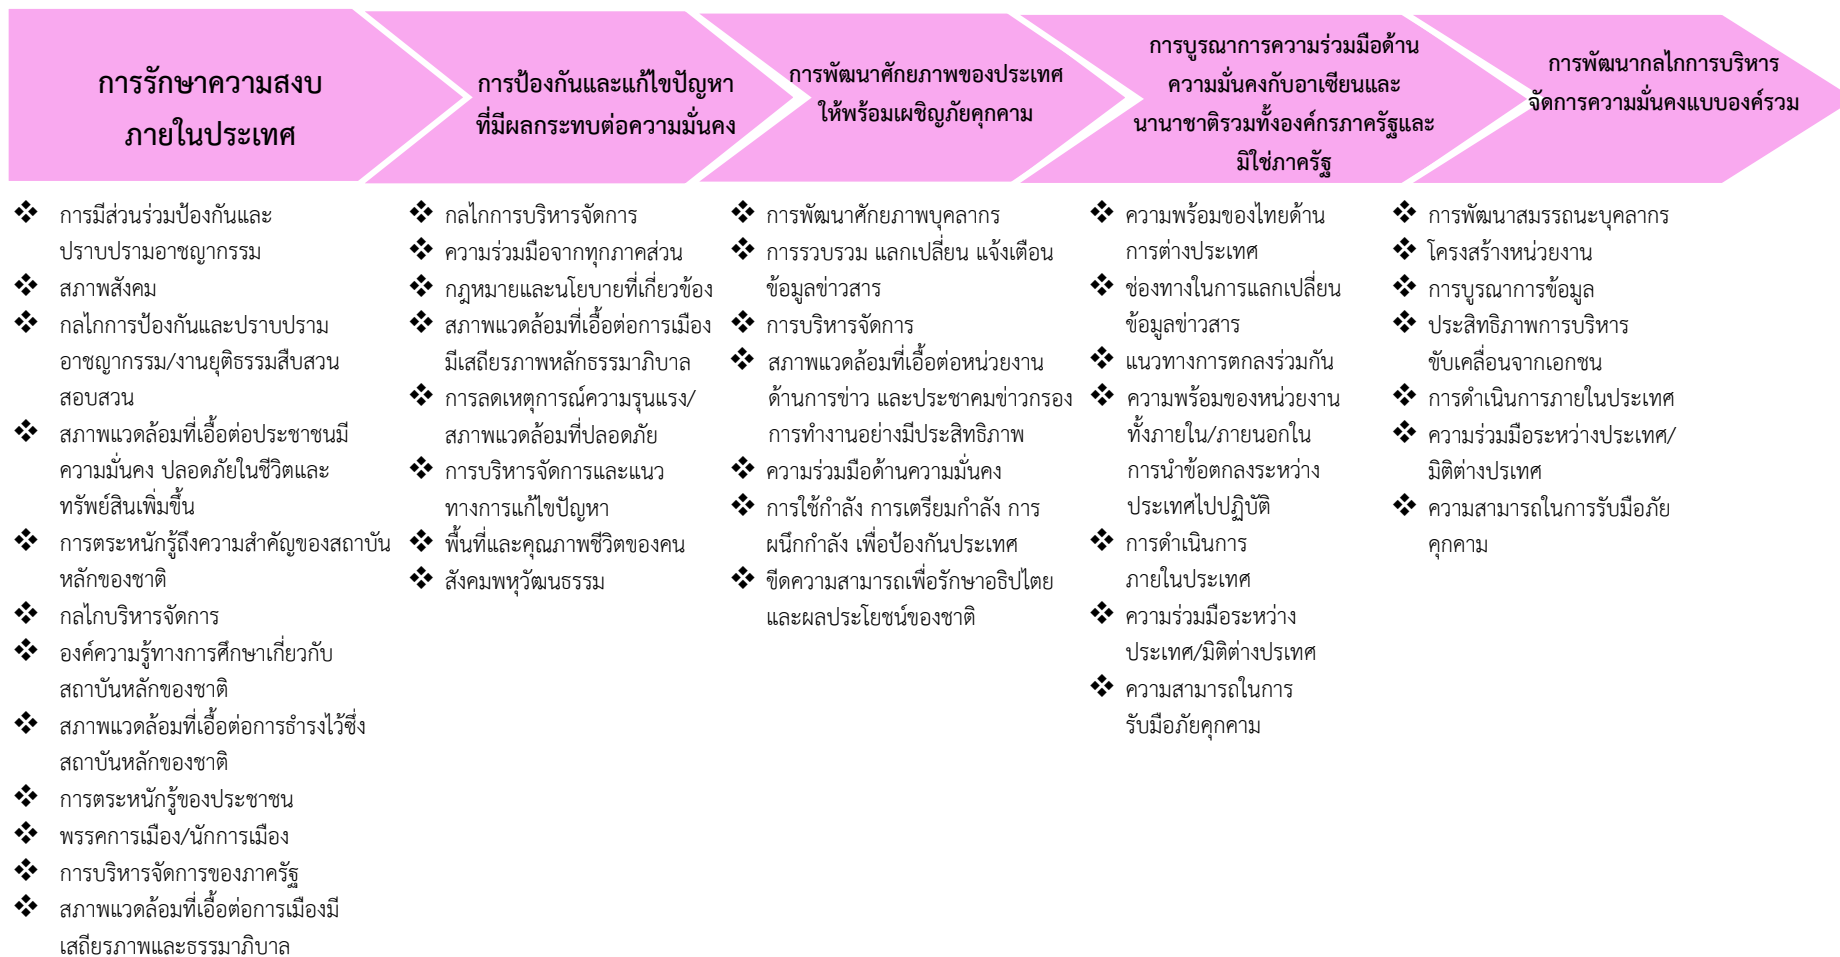 การรักษาความสงบ
ภายในประเทศ
การป้องกันและแก้ไขปัญหา
ที่มีผลกระทบต่อความมั่นคง
การพัฒนาศักยภาพของประเทศ
ให้พร้อมเผชิญภัยคุกคาม
การบูรณาการความร่วมมือด้าน
ความมั่นคงกับอาเซียนและ
นานาชาติรวมทั้งองค์กรภาครัฐและ
มิใช่ภาครัฐ
การพัฒนากลไกการบริหาร
จัดการความมั่นคงแบบองค์รวม
❖ การมีส่วนร่วมป้องกันและ
ปราบปรามอาชญากรรม
❖ สภาพสังคม
❖ กลไกการป้องกันและปราบปราม
อาชญากรรม/งานยุติธรรมสืบสวน
สอบสวน
❖ สภาพแวดล้อมที่เอื้อต่อประชาชนมี
ความมั่นคง ปลอดภัยในชีวิตและ
ทรัพย์สินเพิ่มขึ้น
❖ การตระหนักรู้ถึงความสำคัญของสถาบัน
หลักของชาติ
❖ กลไกบริหารจัดการ
❖ องค์ความรู้ทางการศึกษาเกี่ยวกับ
สถาบันหลักของชาติ
❖ สภาพแวดล้อมที่เอื้อต่อการธำรงไว้ซึ่ง
สถาบันหลักของชาติ
❖ การตระหนักรู้ของประชาชน
❖ พรรคการเมือง/นักการเมือง
❖ การบริหารจัดการของภาครัฐ
❖ สภาพแวดล้อมที่เอื้อต่อการเมืองมี
เสถียรภาพและธรรมาภิบาล
❖ กลไกการบริหารจัดการ
❖ ความร่วมมือจากทุกภาคส่วน
❖ กฎหมายและนโยบายที่เกี่ยวข้อง
❖ สภาพแวดล้อมที่เอื้อต่อการเมือง
มีเสถียรภาพหลักธรรมาภิบาล
❖ การลดเหตุการณ์ความรุนแรง/
สภาพแวดล้อมที่ปลอดภัย
❖ การบริหารจัดการและแนว
ทางการแก้ไขปัญหา
❖ พื้นที่และคุณภาพชีวิตของคน
❖ สังคมพหุวัฒนธรรม
❖ การพัฒนาศักยภาพบุคลากร
❖ การรวบรวม แลกเปลี่ยน แจ้งเตือน
ข้อมูลข่าวสาร
❖ การบริหารจัดการ
❖ สภาพแวดล้อมที่เอื้อต่อหน่วยงาน
ด้านการข่าว และประชาคมข่าวกรอง
การทำงานอย่างมีประสิทธิภาพ
❖ ความร่วมมือด้านความมั่นคง
❖ การใช้กำลัง การเตรียมกำลัง การ
ผนึกกำลัง เพื่อป้องกันประเทศ
❖ ขีดความสามารถเพื่อรักษาอธิปไตย
และผลประโยชน์ของชาติ
❖ ความพร้อมของไทยด้าน
การต่างประเทศ
❖ ช่องทางในการแลกเปลี่ยน
ข้อมูลข่าวสาร
❖ แนวทางการตกลงร่วมกัน
❖ ความพร้อมของหน่วยงาน
ทั้งภายใน/ภายนอกใน
การนำข้อตกลงระหว่าง
ประเทศไปปฏิบัติ
❖ การดำเนินการ
ภายในประเทศ
❖ ความร่วมมือระหว่าง
ประเทศ/มิติต่างปรเทศ
❖ ความสามารถในการ
รับมือภัยคุกคาม
❖ การพัฒนาสมรรถนะบุคลากร
❖ โครงสร้างหน่วยงาน
❖ การบูรณาการข้อมูล
❖ ประสิทธิภาพการบริหาร
ขับเคลื่อนจากเอกชน
❖ การดำเนินการภายในประเทศ
❖ ความร่วมมือระหว่างประเทศ/
มิติต่างปรเทศ
❖ ความสามารถในการรับมือภัย
คุกคาม